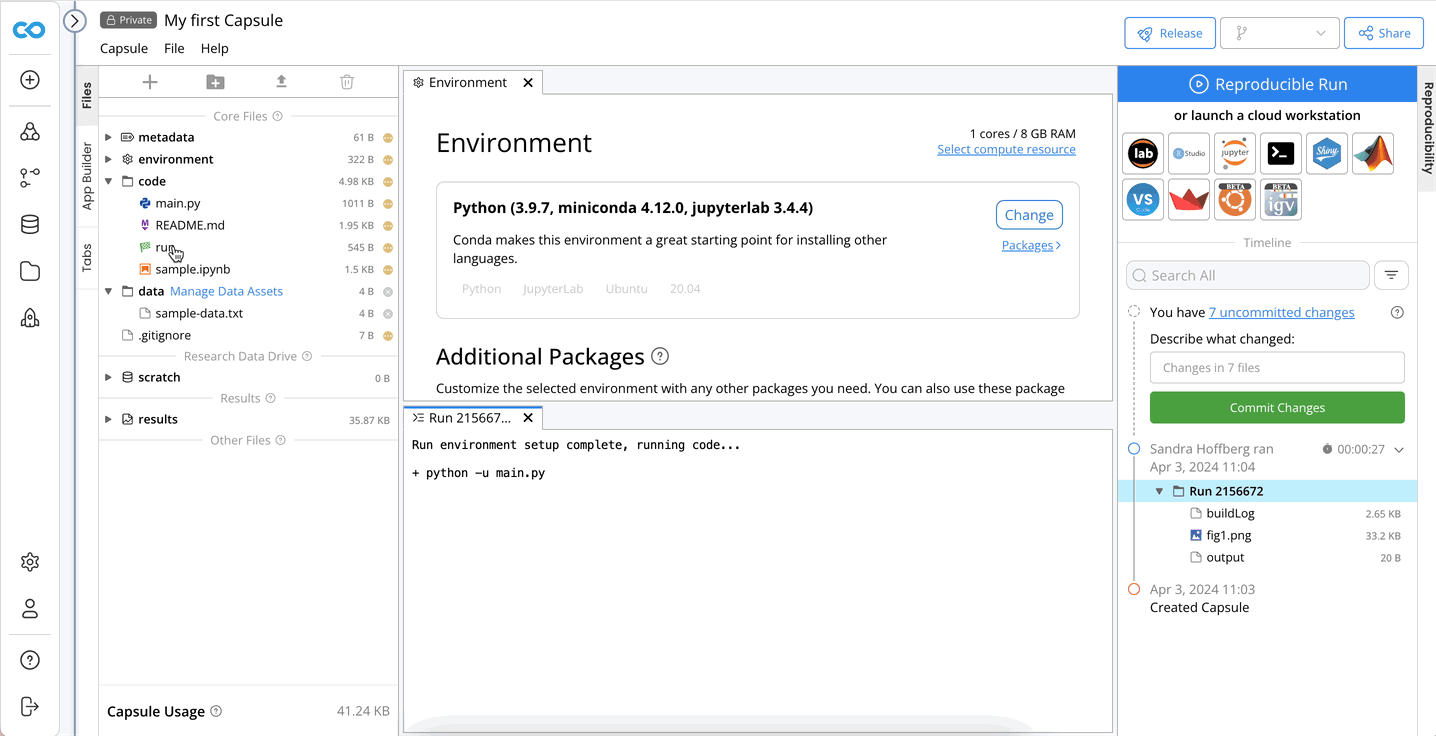 Private My first Capsule
Capsule File Help
Release
Share
Files
App Builder
Tabs
Core Files
metadata 61 B
environment 322 B
code 4.98 KB
main.py 1011 B
README.md 1.95 KB
run 545 B
sample.ipynb 1.5 KB
data Manage Data Assets 4 B
sample-data.txt 4 B
.gitignore 7 B
Research Data Drive
scratch 0 B
Results
results 35.87 KB
Other Files
Capsule Usage 41.24 KB
Environment
Environment
1 cores / 8 GB RAM
Select compute resource
Python (3.9.7, miniconda 4.12.0, jupyterlab 3.4.4)
Change
Conda makes this environment a great starting point for installing other
languages.
Packages
Python JupyterLab Ubuntu 20.04
Additional Packages
Customize the selected environment with any other packages you need. You can also use these package
Run 215667...
Run environment setup complete, running code...
+ python -u main.py
Reproducible Run
or launch a cloud workstation
lab
Studio
jupyter
Shiny
VS
BETA
BETA
igv
Timeline
Search All
You have 7 uncommitted changes
Describe what changed:
Changes in 7 files
Commit Changes
Sandra Hoffberg ran 00:00:27
Apr 3, 2024 11:04
Run 2156672
buildLog 2.65 KB
fig1.png 33.2 KB
output 20 B
Apr 3, 2024 11:03
Created Capsule
Reproducibility